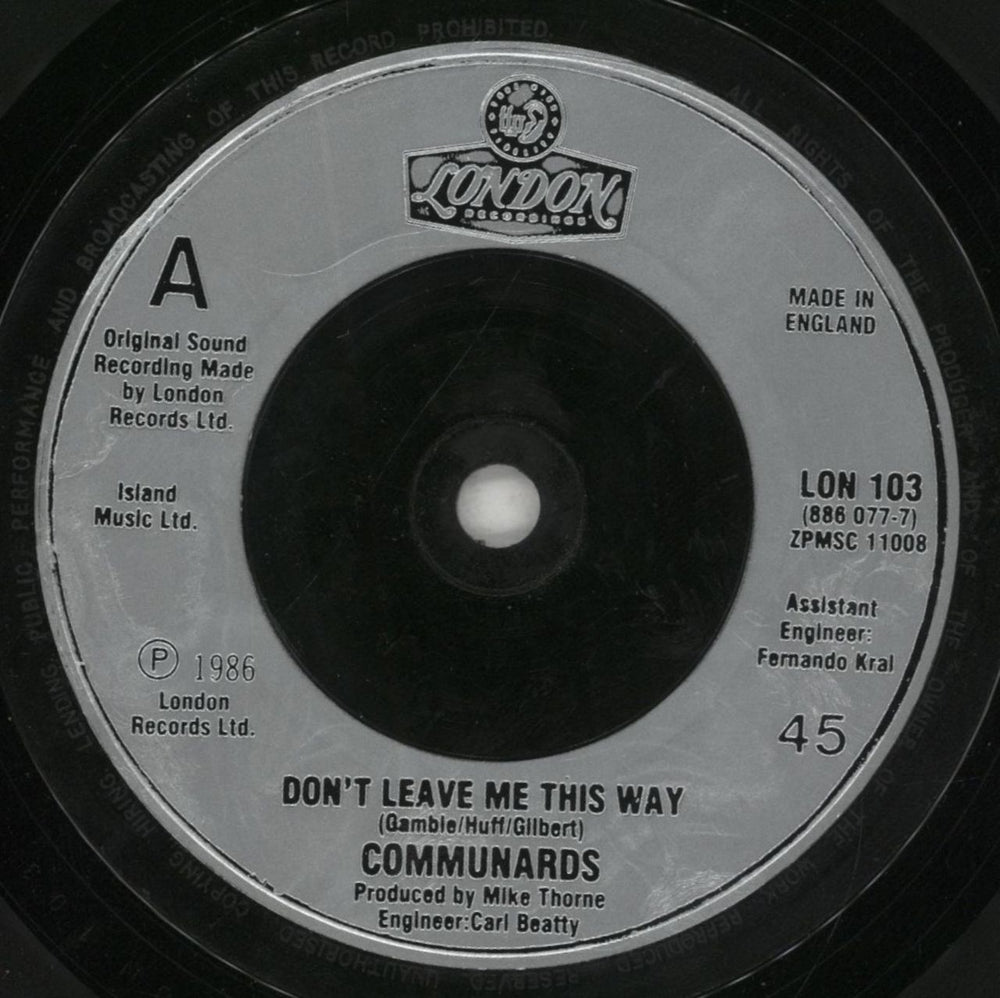 LONDON
RECORDINGS
A
MADE IN
ENGLAND
Original Sound
Recording Made
by London
Records Ltd.
Island
Music Ltd.
LON 103
(886 077-7)
ZPMSC 11008
Assistant
Engineer:
Fernando Kral
Ⓟ 1986
London
Records Ltd.
45
DON'T LEAVE ME THIS WAY
(Gamble/Huff/Gilbert)
COMMUNARDS
Produced by Mike Thorne
Engineer:Carl Beatty
ALL RIGHTS OF THE PRODUCER AND OF THE OWNER OF THE WORK REPRODUCED RESERVED UNAUTHORISED COPYING HIRING LENDING, PUBLIC PERFORMANCE AND BROADCASTING OF THIS RECORD PROHIBITED.